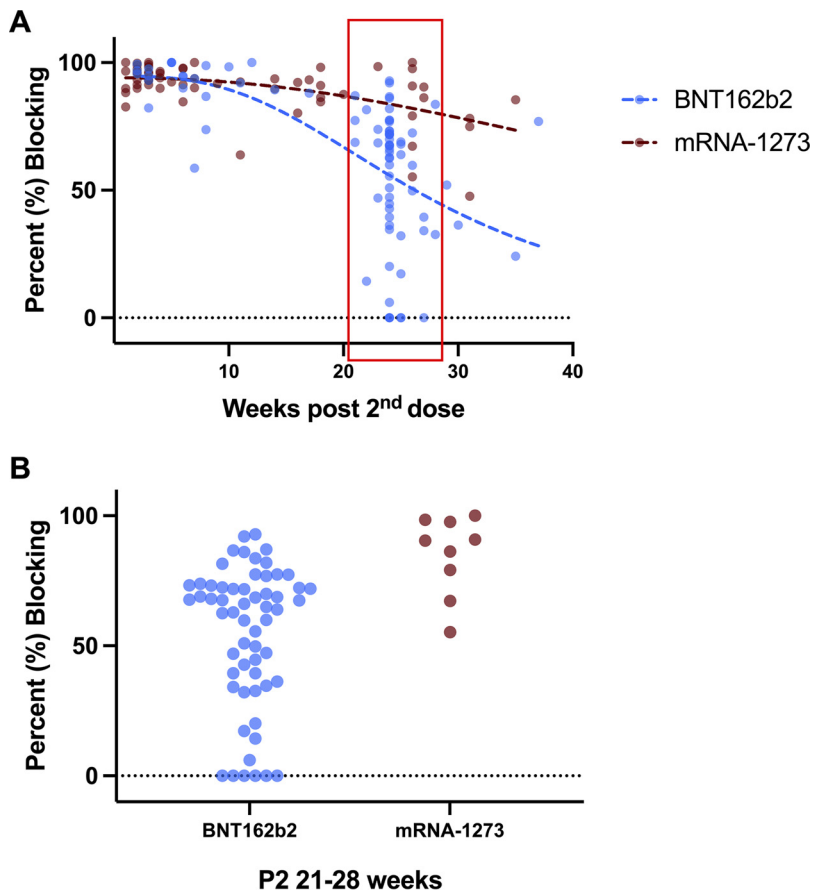 A
Percent (%) Blocking
100
50
0
10
20
30
40
Weeks post 2nd dose
BNT162b2
mRNA-1273
B
Percent (%) Blocking
100
50
0
BNT162b2
mRNA-1273
P2 21-28 weeks